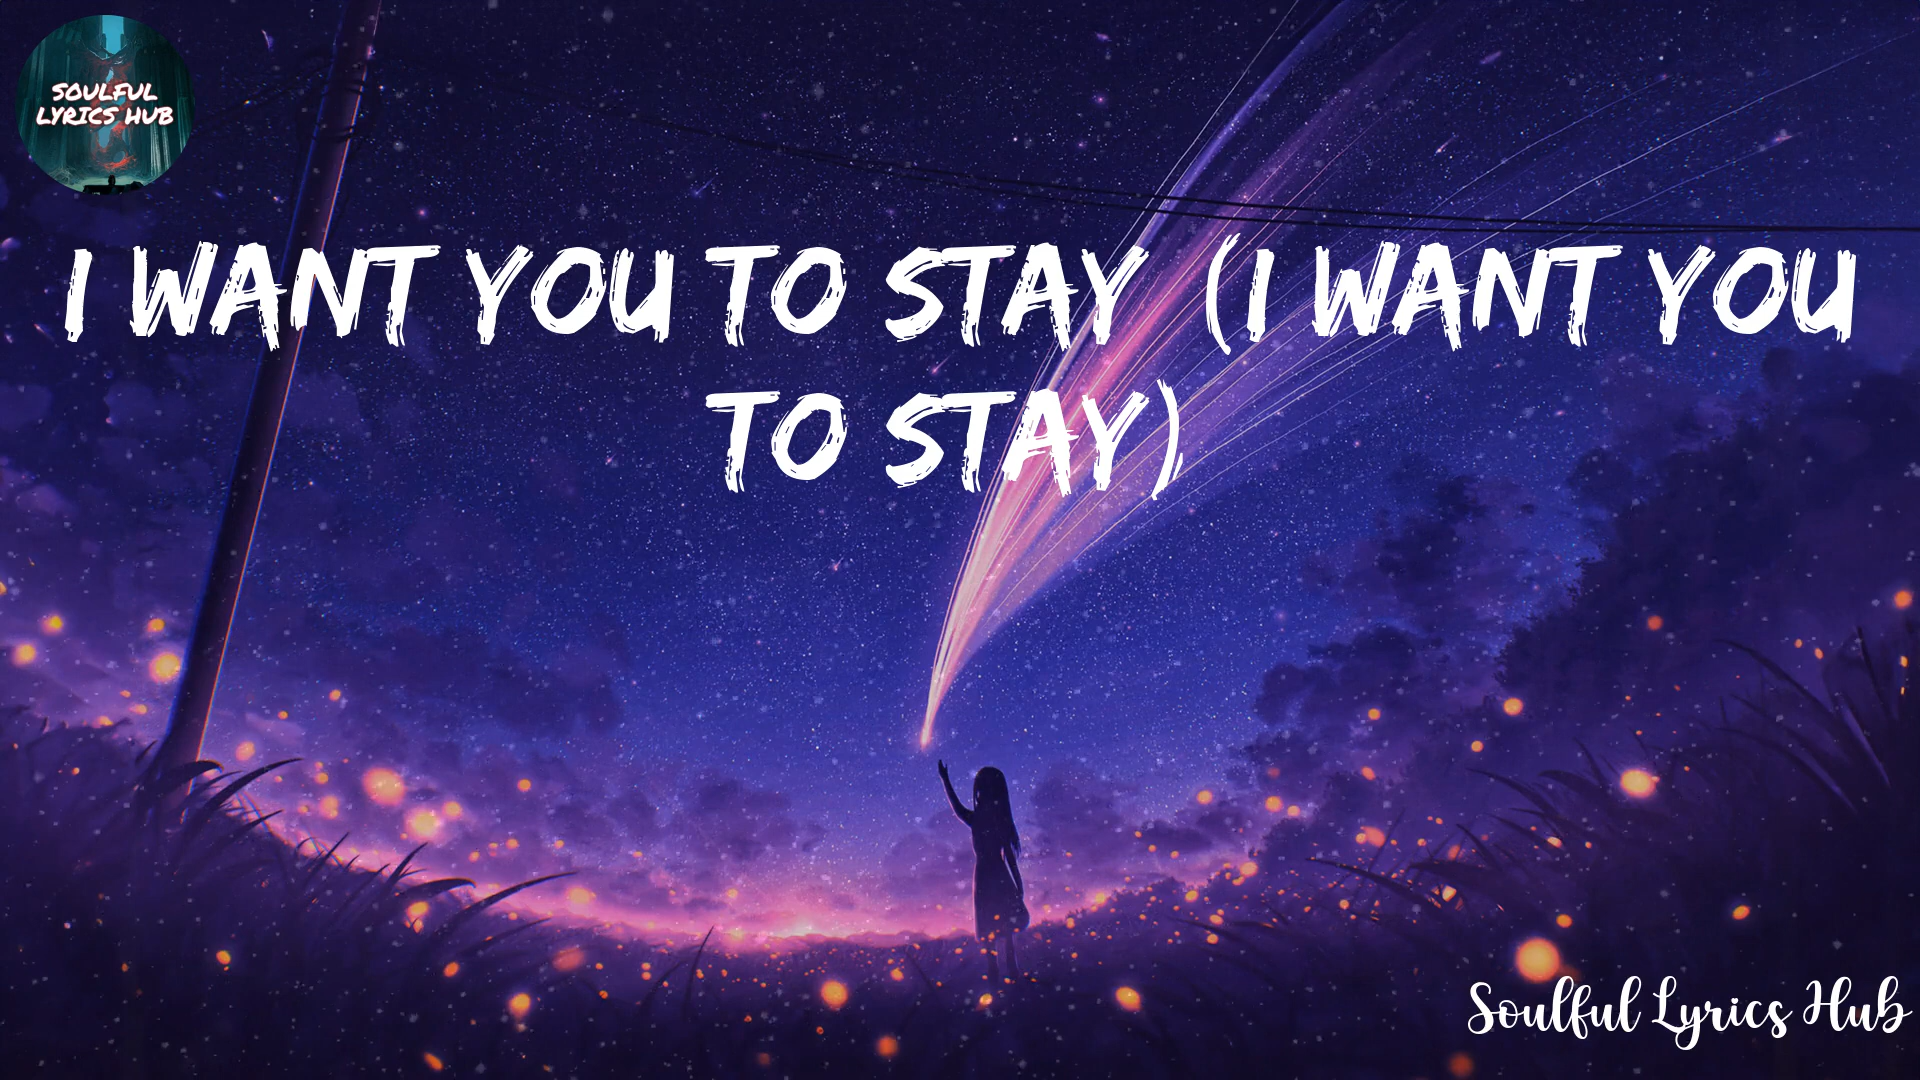 SOULFUL
LYRICS HUB
I WANT YOU TO STAY (I WANT YOU
TO STAY)
Soulful Lyrics Hub